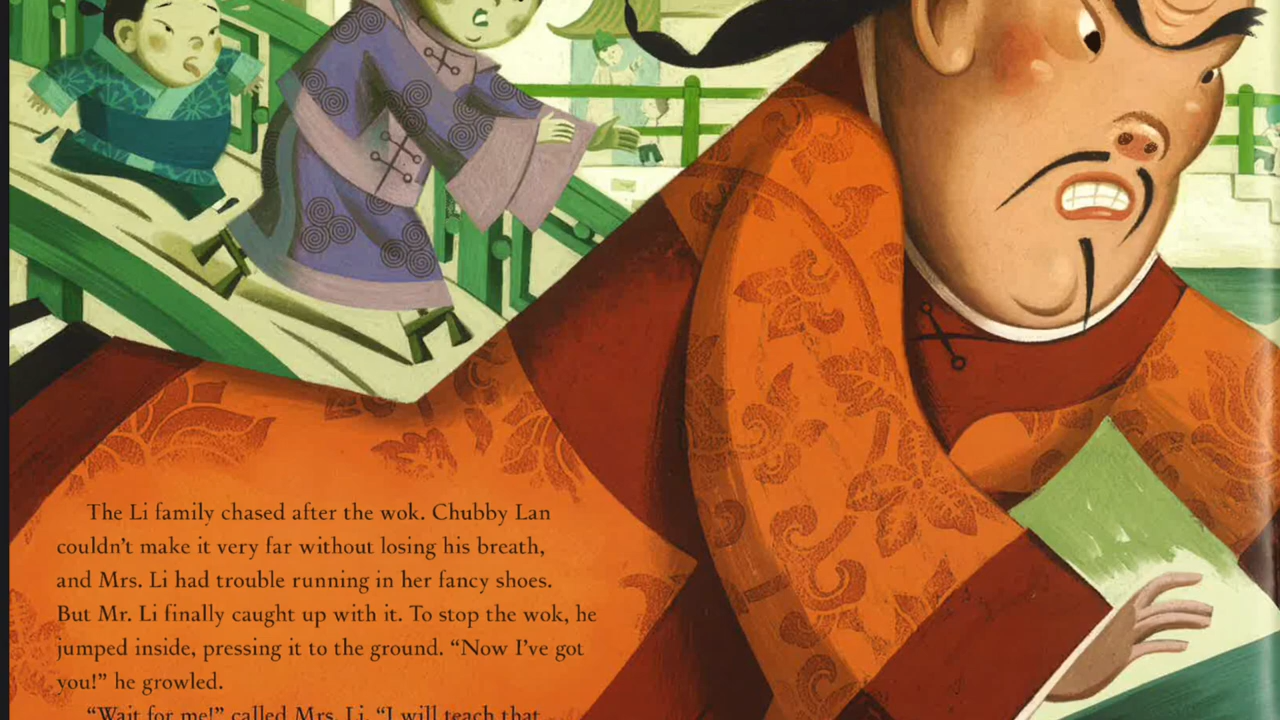 The Li family chased after the wok. Chubby Lan
couldn’t make it very far without losing his breath,
and Mrs. Li had trouble running in her fancy shoes.
But Mr. Li finally caught up with it. To stop the wok, he
jumped inside, pressing it to the ground. “Now I’ve got
you!” he growled.
“Wait for me!” called Mrs. Li. “I will teach that